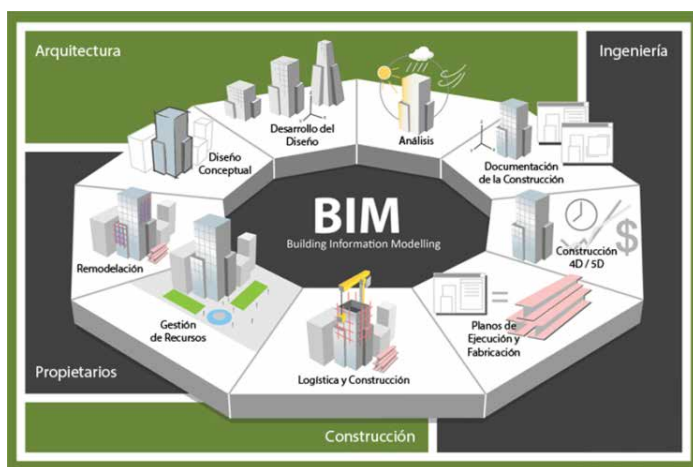 Arquitectura
Ingeniería
Desarrollo del
Diseño
Análisis
Diseño
Conceptual
Documentación
de la Construcción
BIM
Building Information Modelling
Construcción
4D / 5D
$
Remodelación
Gestión
de Recursos
Logística y Construcción
=
Planos de
Ejecución y
Fabricación
Propietarios
Construcción